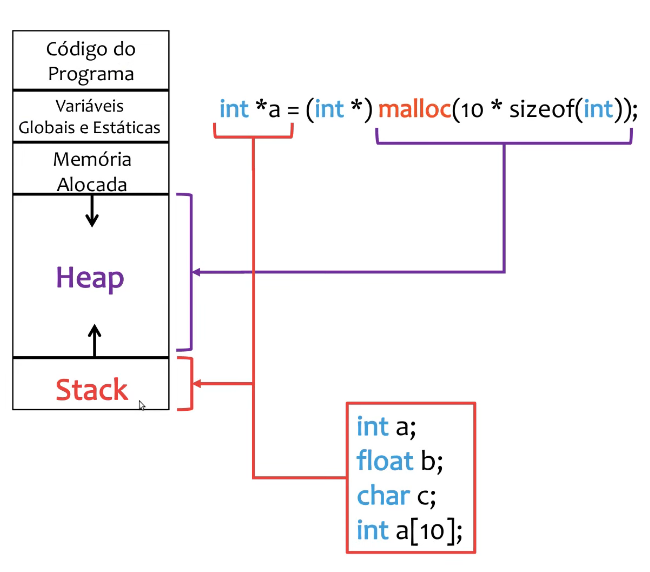 Código do
Programa
Variáveis
Globais e Estáticas
Memória
Alocada
Heap
Stack
int *a = (int *) malloc(10 * sizeof(int));
int a;
float b;
char c;
int a[10];